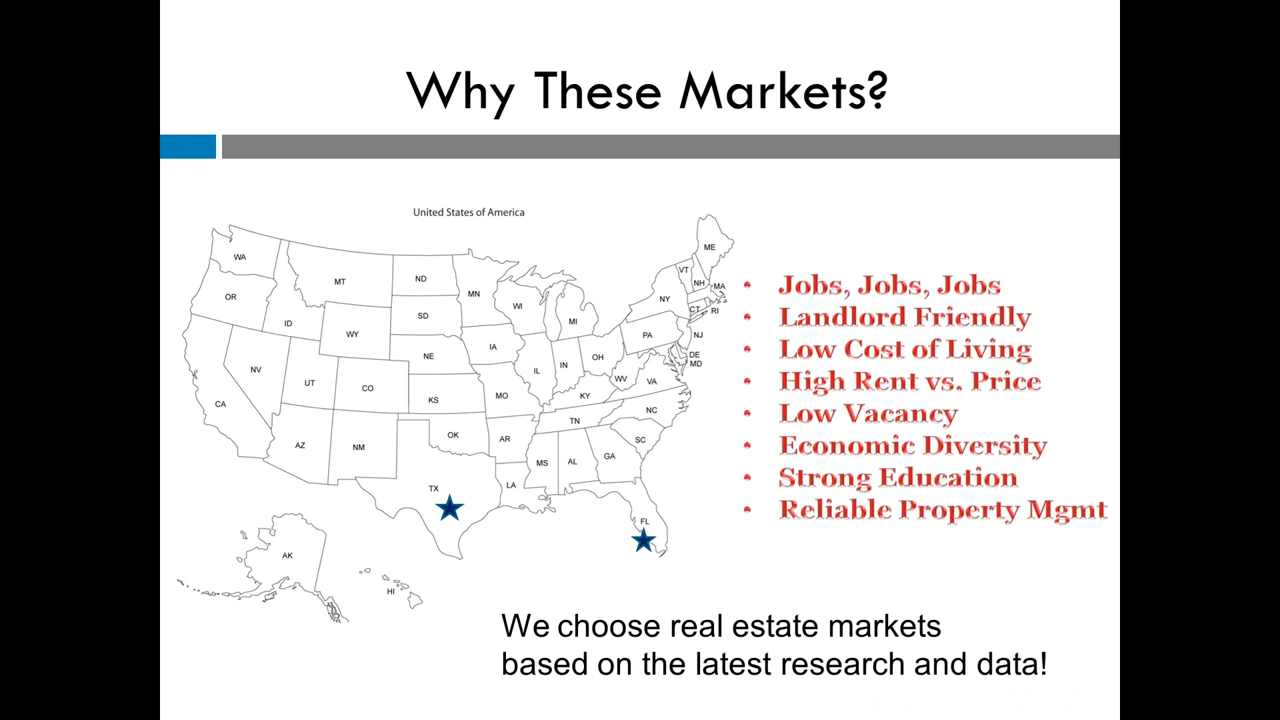 Why These Markets?
United States of America
WA
OR
CA
ID
NV
MT
WY
UT
AZ
CO
NM
ND
SD
NE
KS
OK
TX
MN
IA
MO
AR
LA
WI
IL
MI
IN
OH
KY
TN
MS
AL
GA
FL
SC
NC
VA
WV
PA
NY
VT
NH
ME
MA
CT
RI
NJ
DE
MD
AK
HI
• Jobs, Jobs, Jobs
• Landlord Friendly
• Low Cost of Living
• High Rent vs. Price
• Low Vacancy
• Economic Diversity
• Strong Education
• Reliable Property Mgmt
We choose real estate markets
based on the latest research and data!